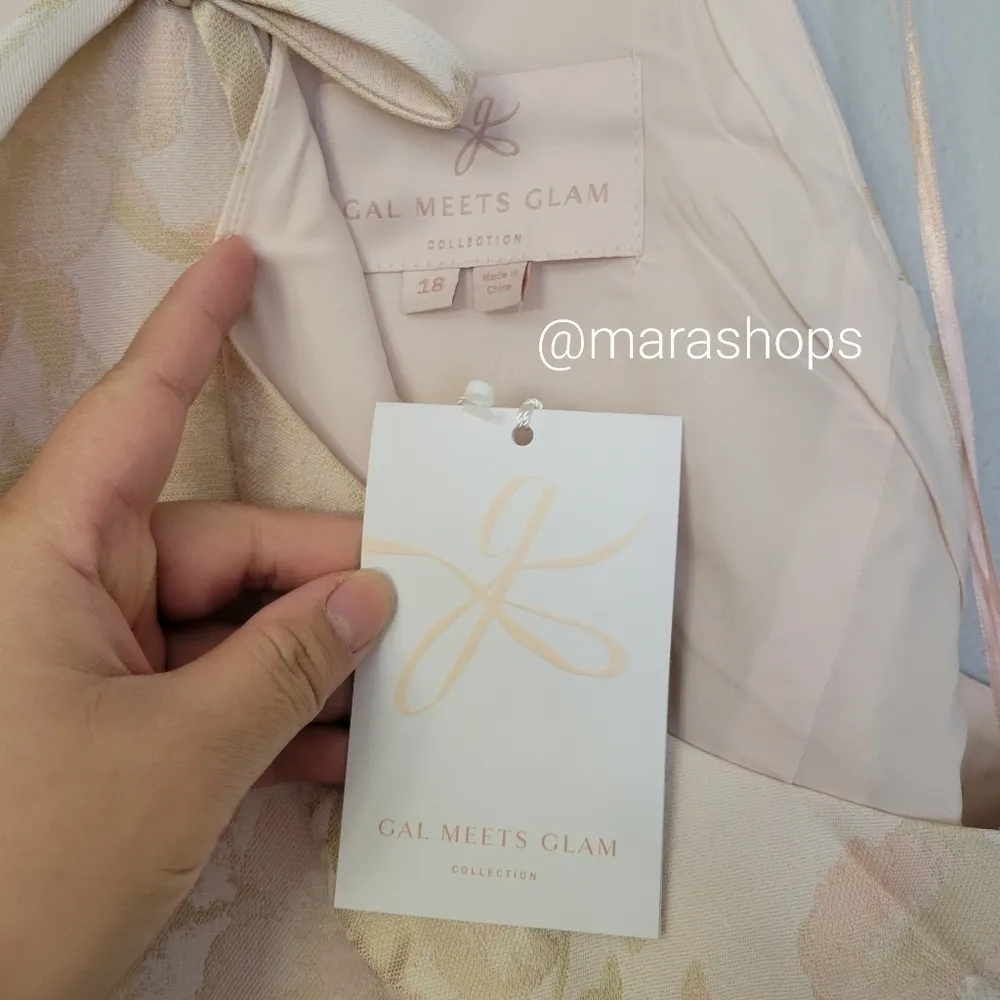 g
GAL MEETS GLAM
COLLECTION
18
Made in
China
@marashops
g
GAL MEETS GLAM
COLLECTION